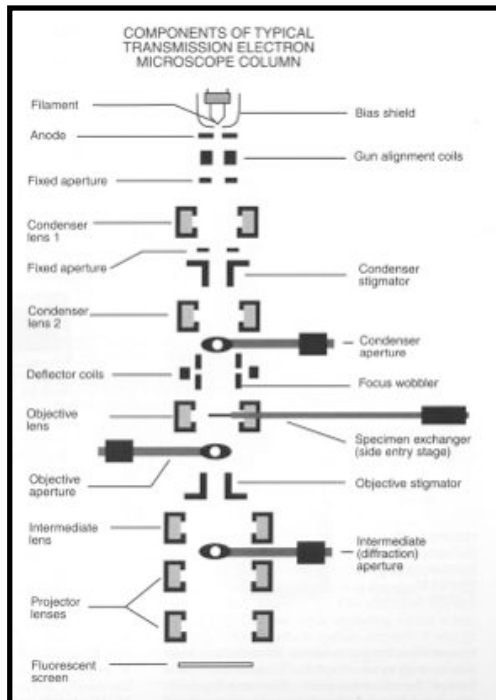 COMPONENTS OF TYPICAL
TRANSMISSION ELECTRON
MICROSCOPE COLUMN
Filament
Bias shield
Anode
Gun alignment coils
Fixed aperture
Condenser
lens 1
Fixed aperture
Condenser
stigmator
Condenser
lens 2
Condenser
aperture
Deflector coils
Focus wobbler
Objective
lens
Specimen exchanger
(side entry stage)
Objective
aperture
Objective stigmator
Intermediate
lens
Intermediate
(diffraction)
aperture
Projector
lenses
Fluorescent
screen